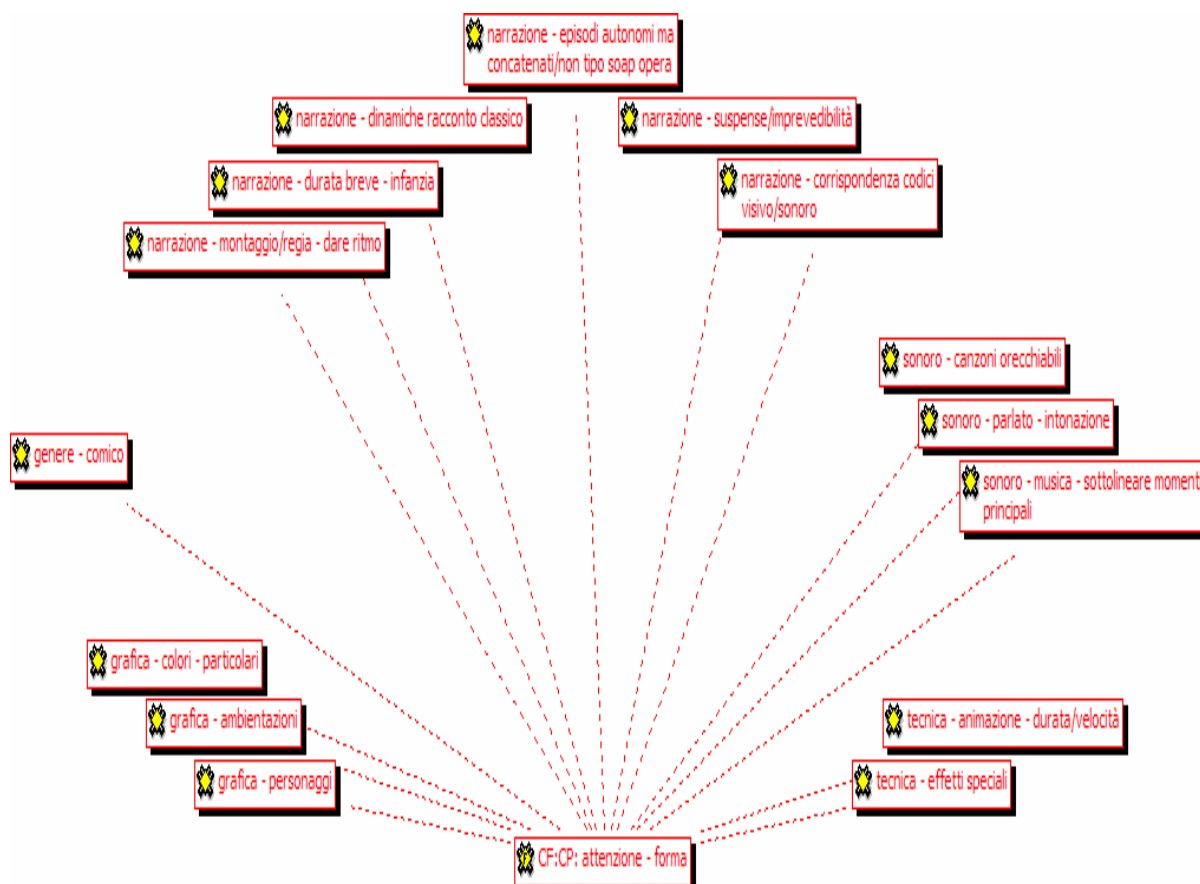 narrazione - episodi autonomi ma
concatenati/non tipo soap opera
narrazione - dinamiche racconto classico
narrazione - suspense/imprevedibilità
narrazione - durata breve - infanzia
narrazione - corrispondenza codici
visivo/sonoro
narrazione - montaggio/regia - dare ritmo
sonoro - canzoni orecchiabili
sonoro - parlato - intonazione
genere - comico
sonoro - musica - sottolineare moment
principali
grafica - colori - particolari
grafica - ambientazioni
tecnica - animazione - durata/velocità
grafica - personaggi
tecnica - effetti speciali
CF:CP: attenzione - forma